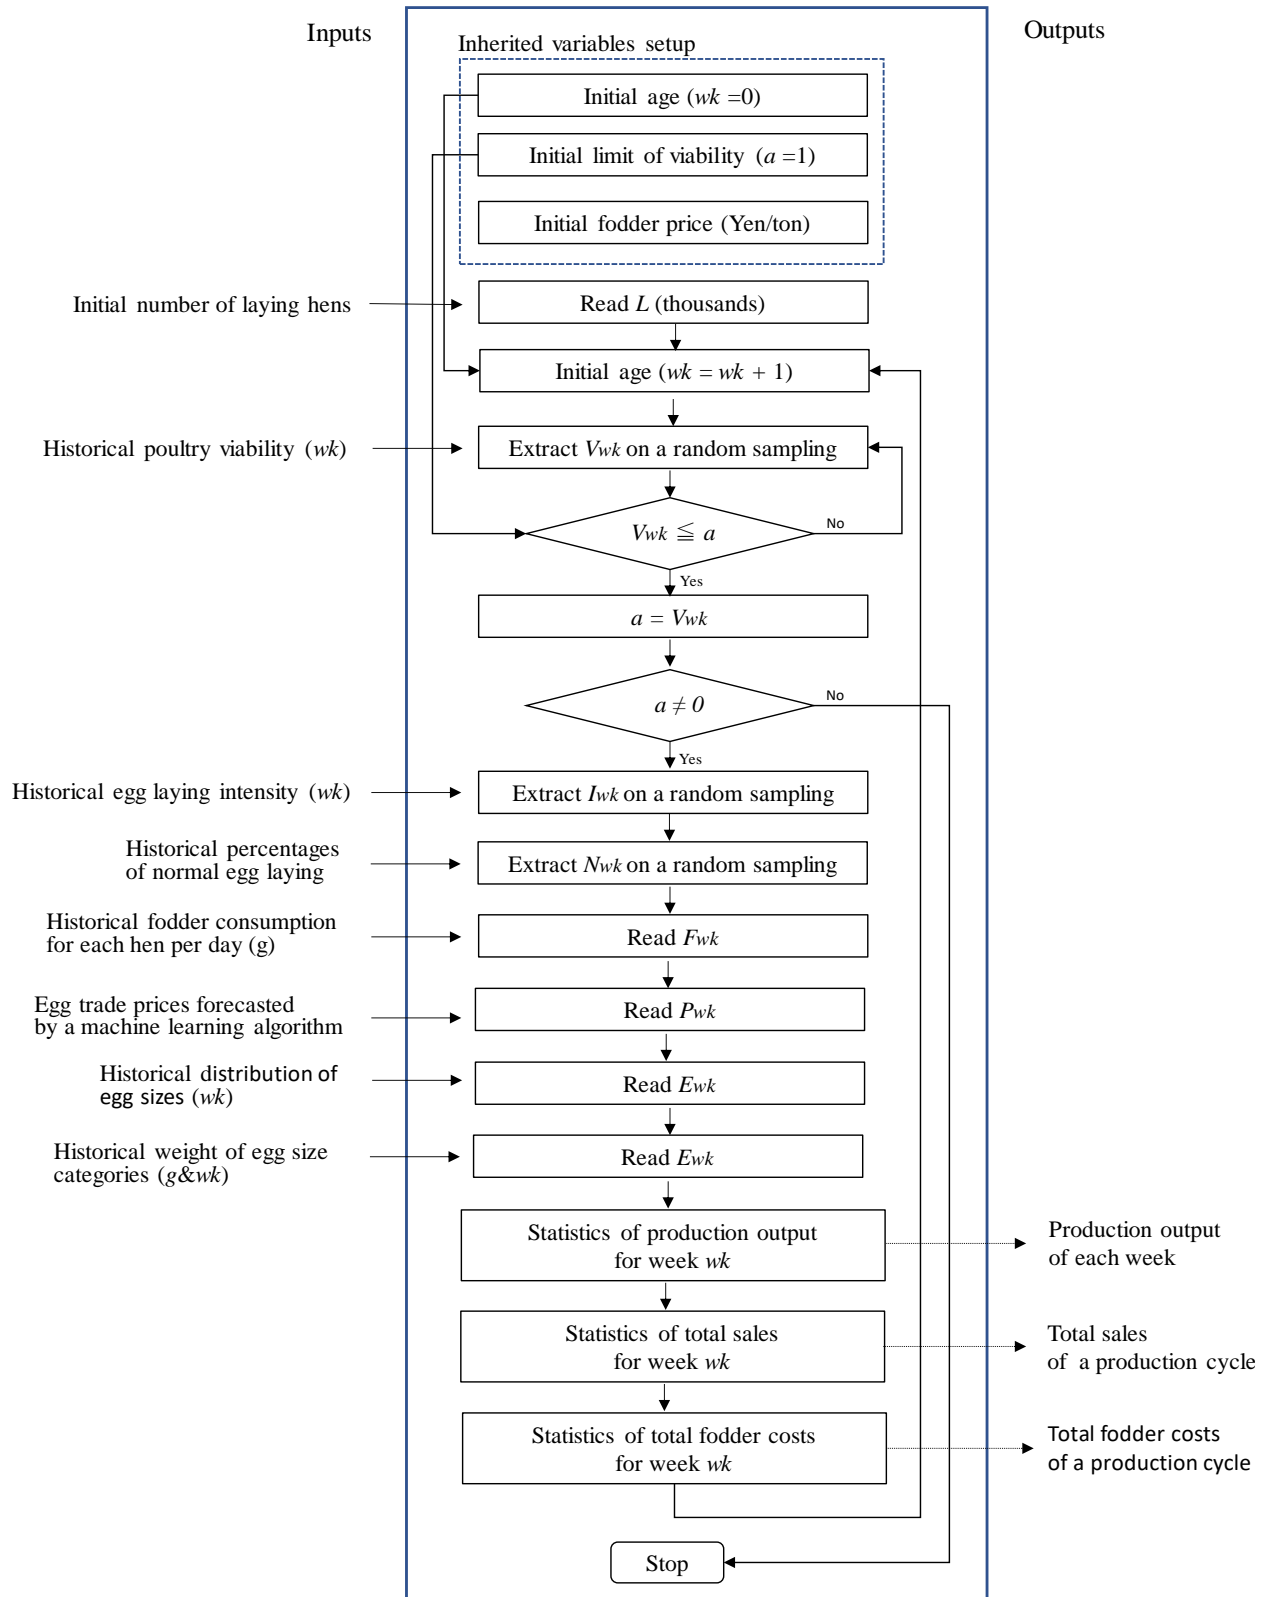 Inputs
Outputs
Inherited variables setup
Initial age (wk =0)
Initial limit of viability (a =1)
Initial fodder price (Yen/ton)
Initial number of laying hens
Read L (thousands)
Initial age (wk = wk + 1)
Historical poultry viability (wk)
Extract Vwk on a random sampling
Vwk ≦ a
No
Yes
a = Vwk
a ≠ 0
No
Yes
Historical egg laying intensity (wk)
Extract Iwk on a random sampling
Historical percentages
of normal egg laying
Extract Nwk on a random sampling
Historical fodder consumption
for each hen per day (g)
Read Fwk
Egg trade prices forecasted
by a machine learning algorithm
Read Pwk
Historical distribution of
egg sizes (wk)
Read Ewk
Historical weight of egg size
categories (g&wk)
Read Ewk
Statistics of production output
for week wk
Production output
of each week
Statistics of total sales
for week wk
Total sales
of a production cycle
Statistics of total fodder costs
for week wk
Total fodder costs
of a production cycle
Stop